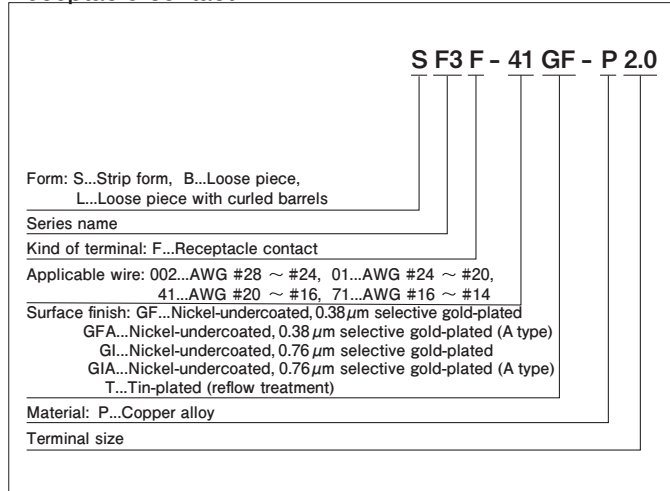 S F3 F - 41 GF - P 2.0
Form: S...Strip form, B...Loose piece,
L...Loose piece with curled barrels
Series name
Kind of terminal: F...Receptacle contact
Applicable wire: 002...AWG #28 ～ #24, 01...AWG #24 ～ #20,
41...AWG #20 ～ #16, 71...AWG #16 ～ #14
Surface finish: GF...Nickel-undercoated, 0.38μm selective gold-plated
GFA...Nickel-undercoated, 0.38μm selective gold-plated (A type)
GI...Nickel-undercoated, 0.76μm selective gold-plated
GIA...Nickel-undercoated, 0.76μm selective gold-plated (A type)
T...Tin-plated (reflow treatment)
Material: P...Copper alloy
Terminal size